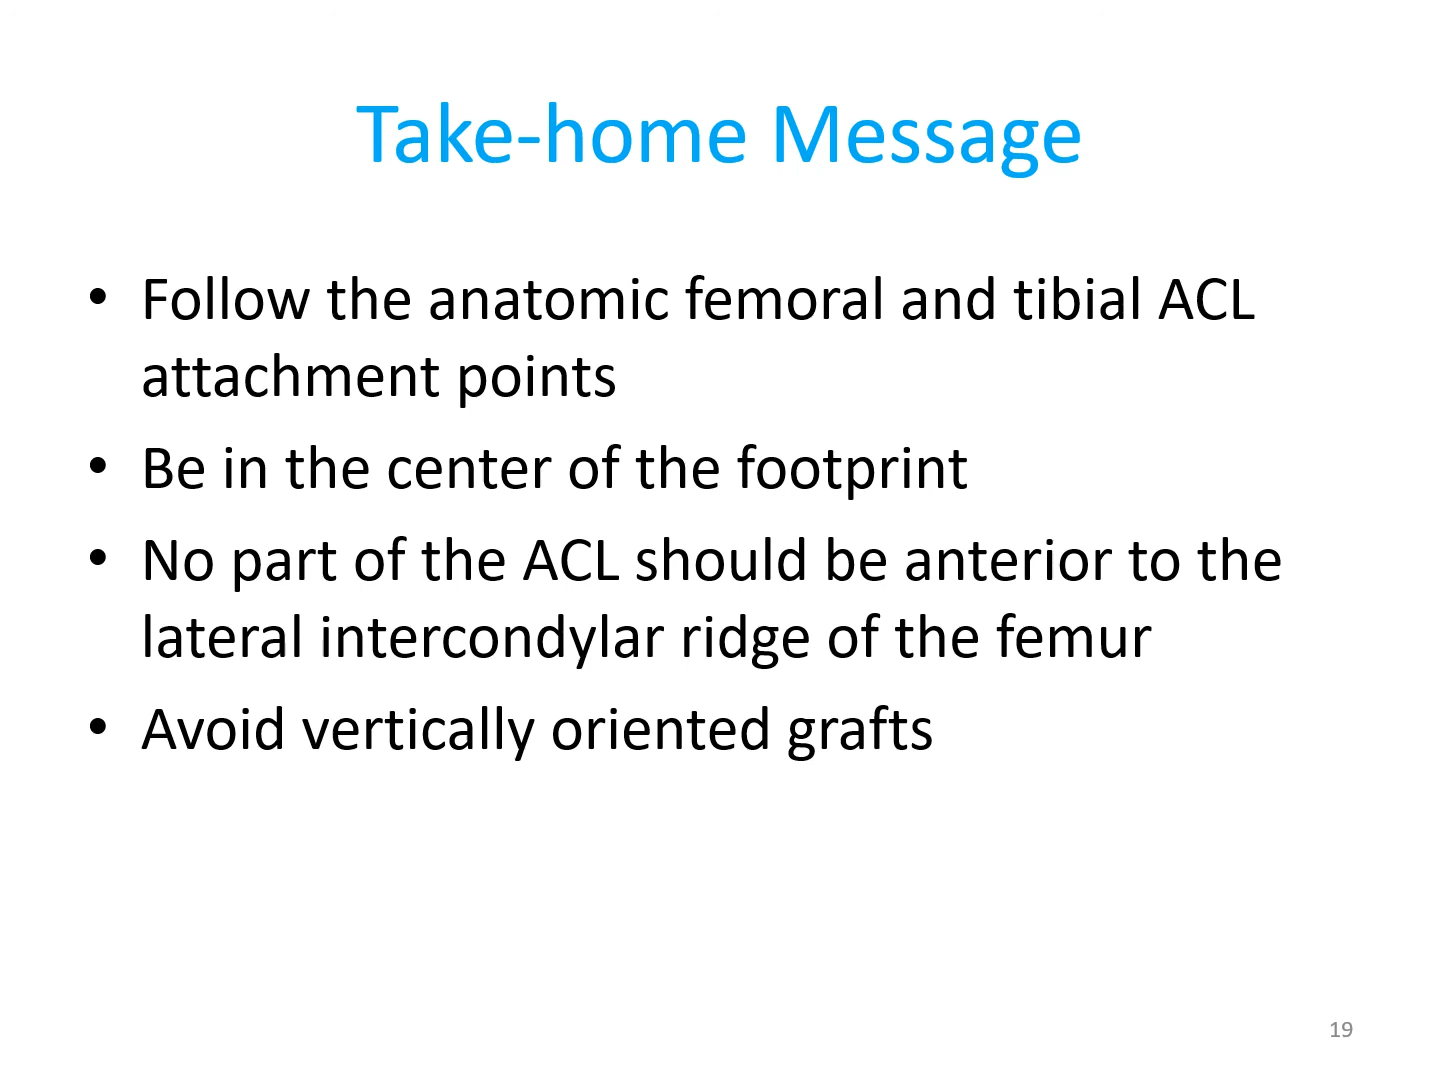 Take-home Message
• Follow the anatomic femoral and tibial ACL
attachment points
• Be in the center of the footprint
• No part of the ACL should be anterior to the
lateral intercondylar ridge of the femur
• Avoid vertically oriented grafts
19